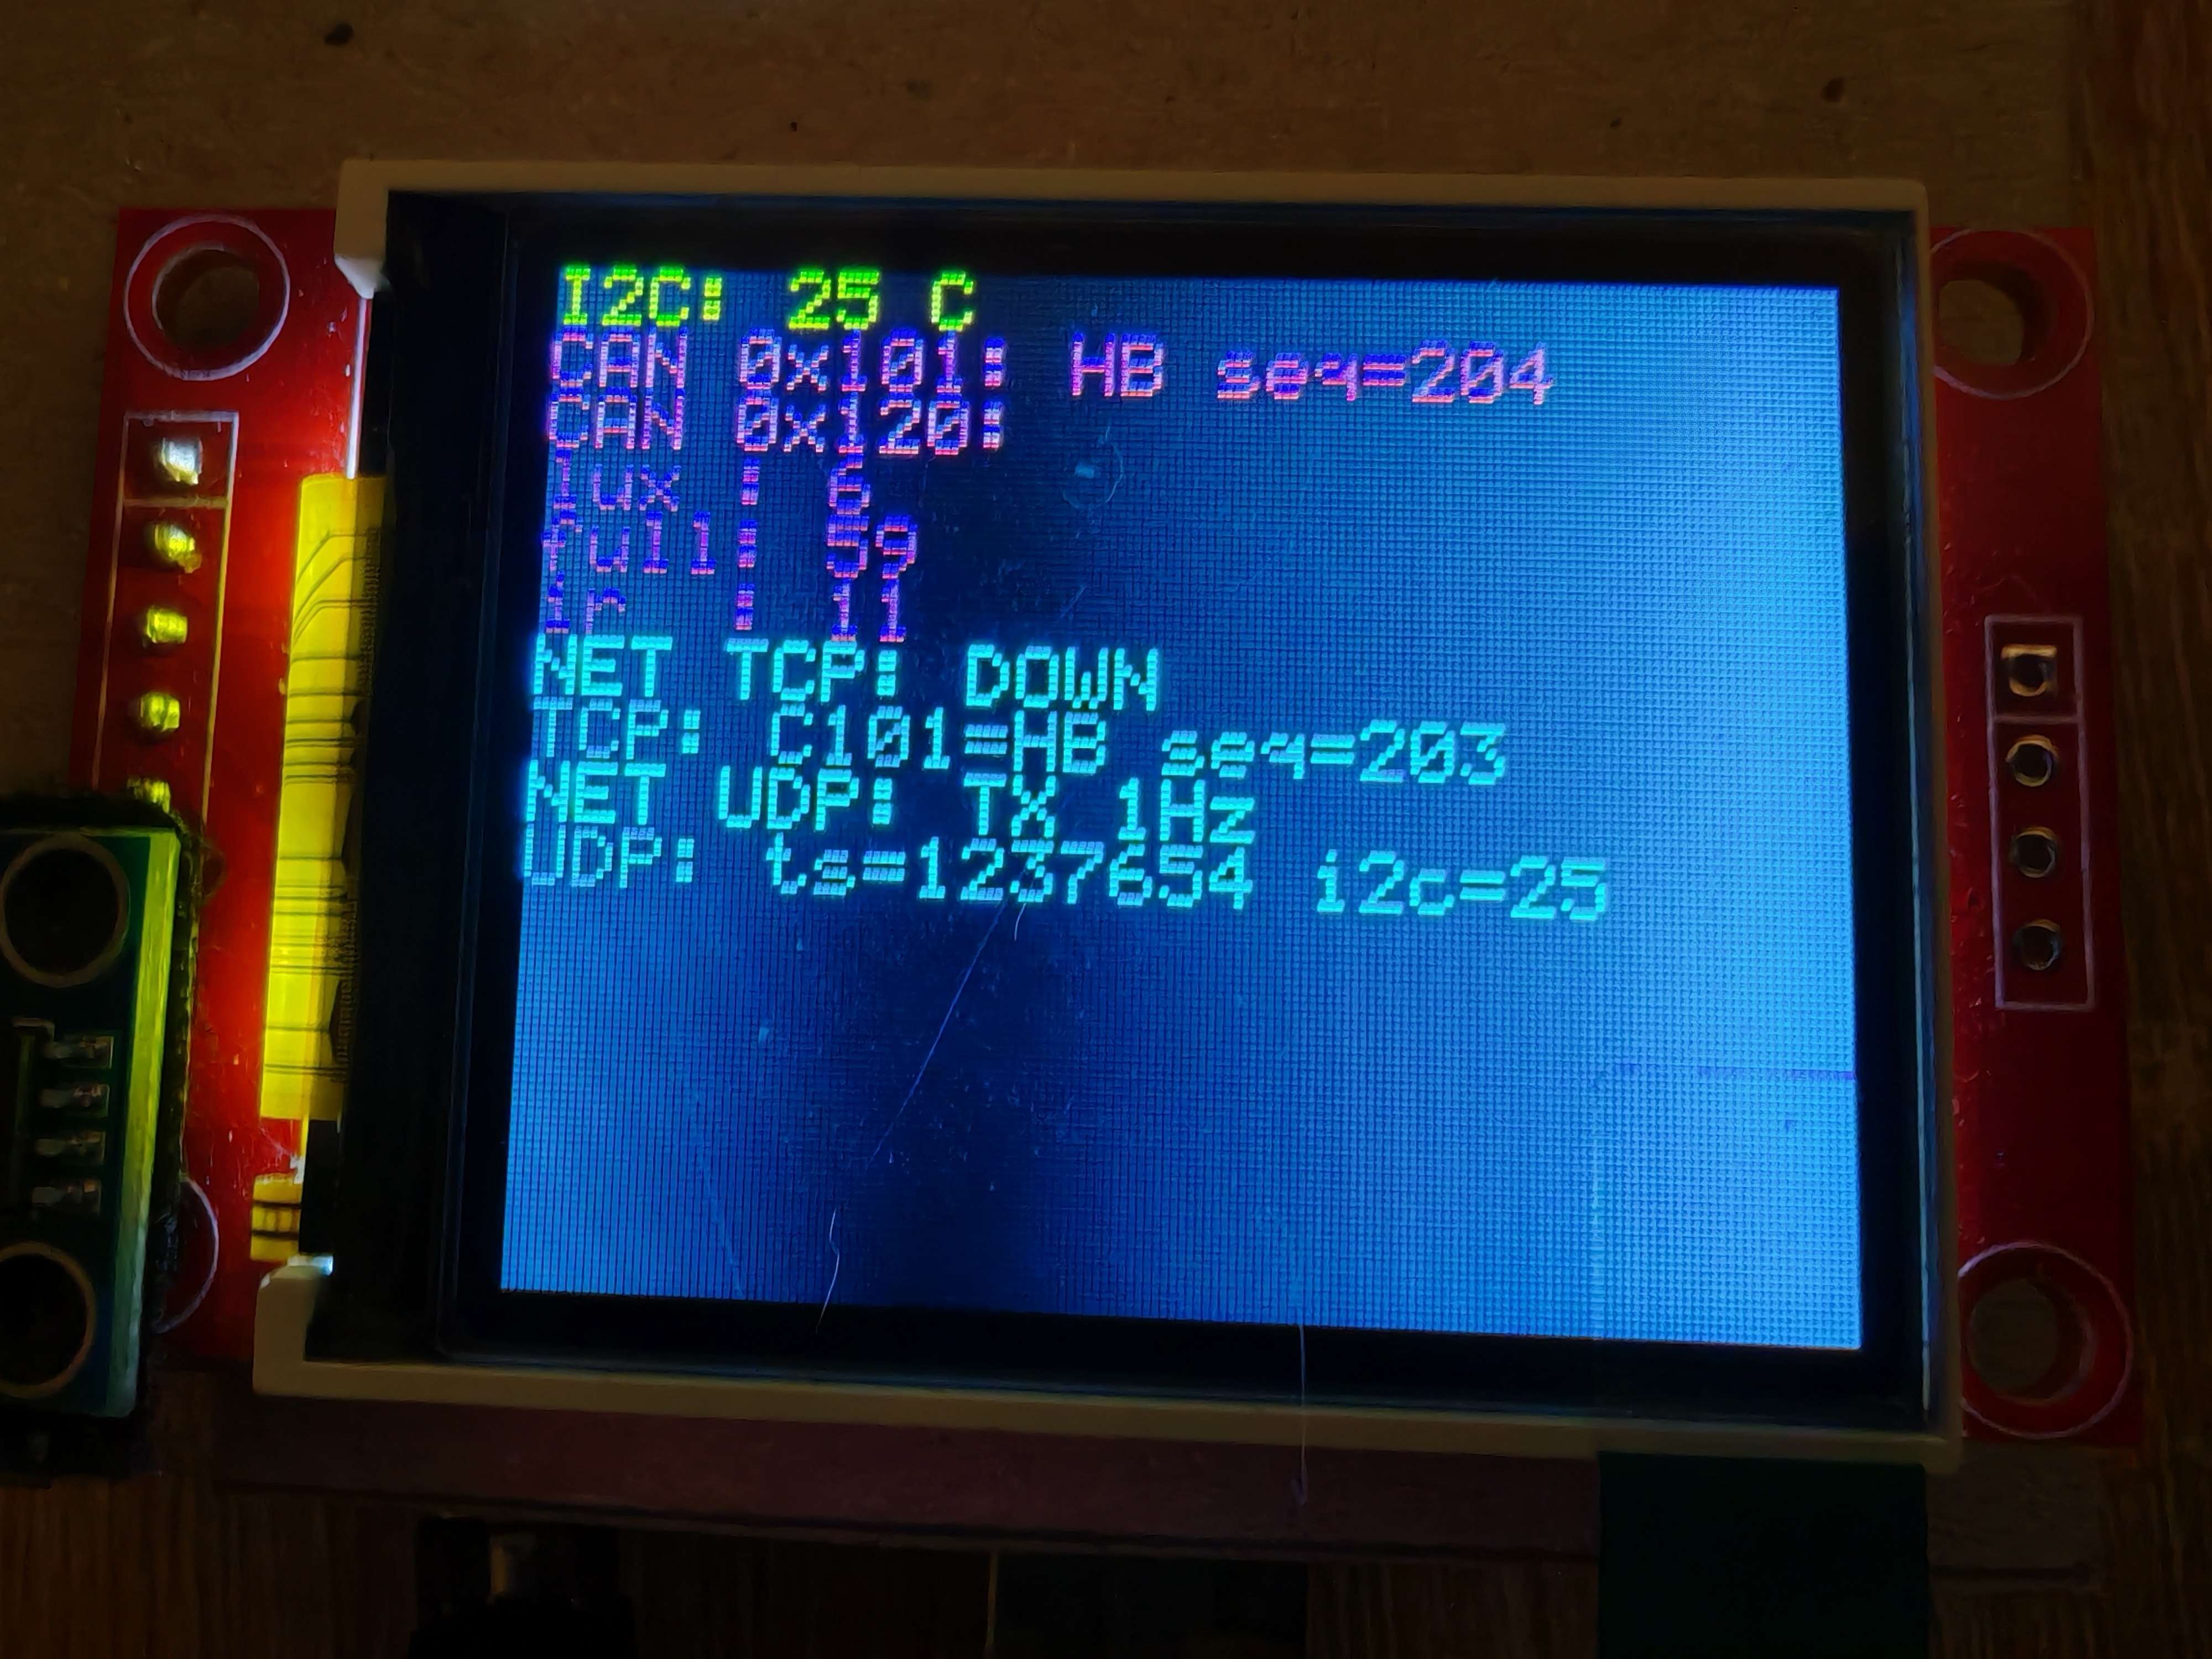 I2C: 25 C
CAN 0x101: HB seq=204
CAN 0x120:
lux : 6
full: 59
ir : 11
NET TCP: DOWN
TCP: C101=HB seq=203
NET UDP: TX 1Hz
UDP: ts=1237654 i2c=25